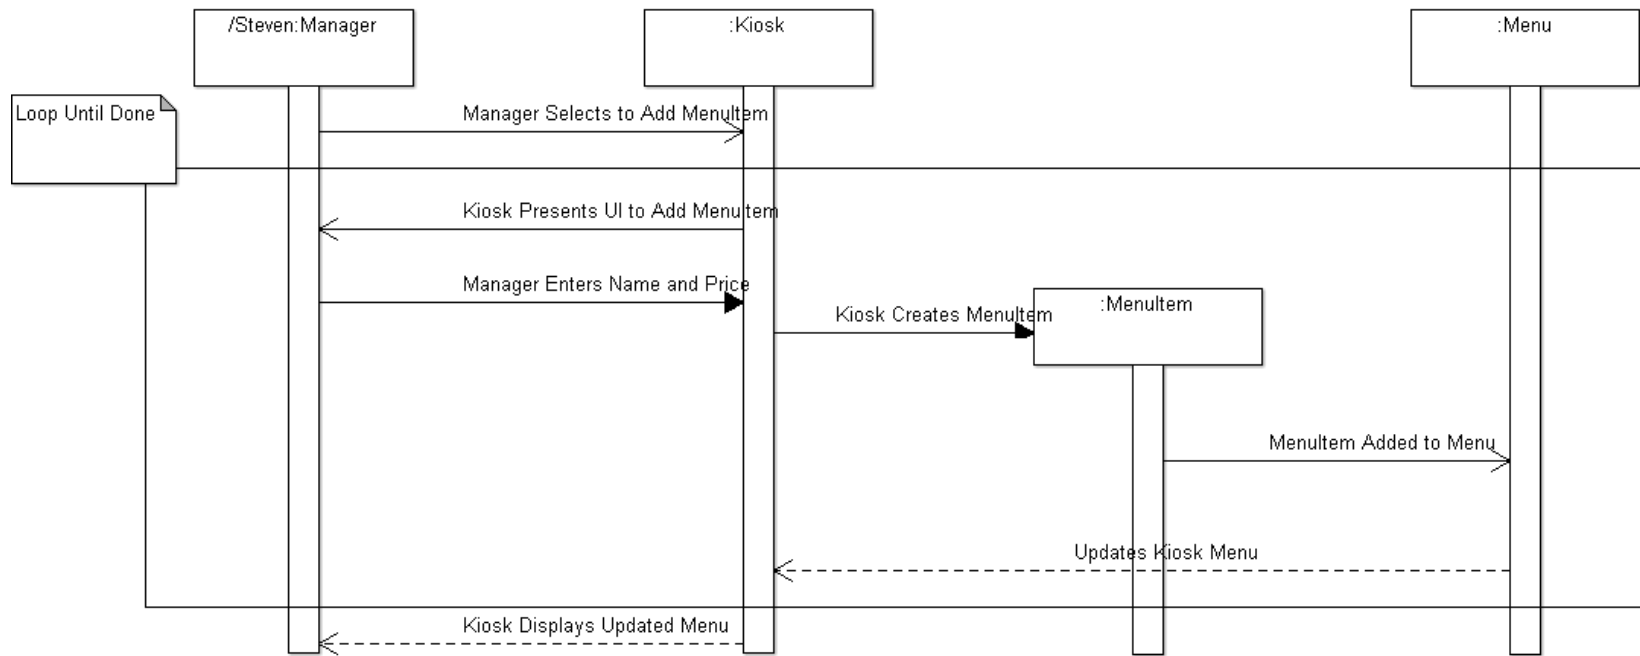 /Steven:Manager
:Kiosk
:Menu
Loop Until Done
Manager Selects to Add MenuItem
Kiosk Presents UI to Add MenuItem
Manager Enters Name and Price
:MenuItem
Kiosk Creates MenuItem
MenuItem Added to Menu
Updates Kiosk Menu
Kiosk Displays Updated Menu